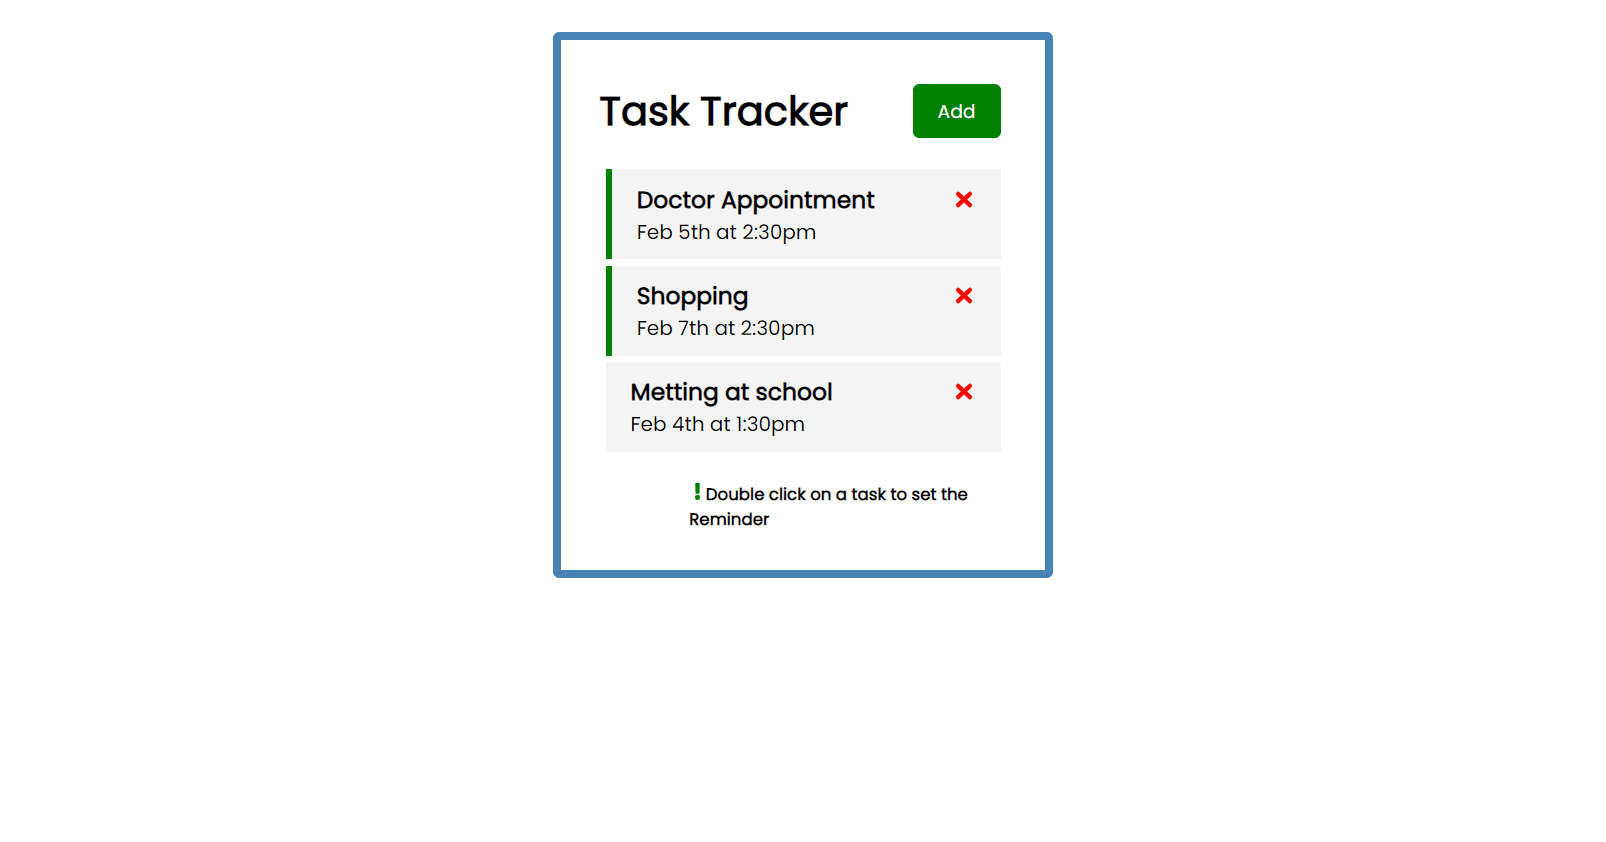 Task Tracker
Add
Doctor Appointment
Feb 5th at 2:30pm
Shopping
Feb 7th at 2:30pm
Metting at school
Feb 4th at 1:30pm
! Double click on a task to set the
Reminder